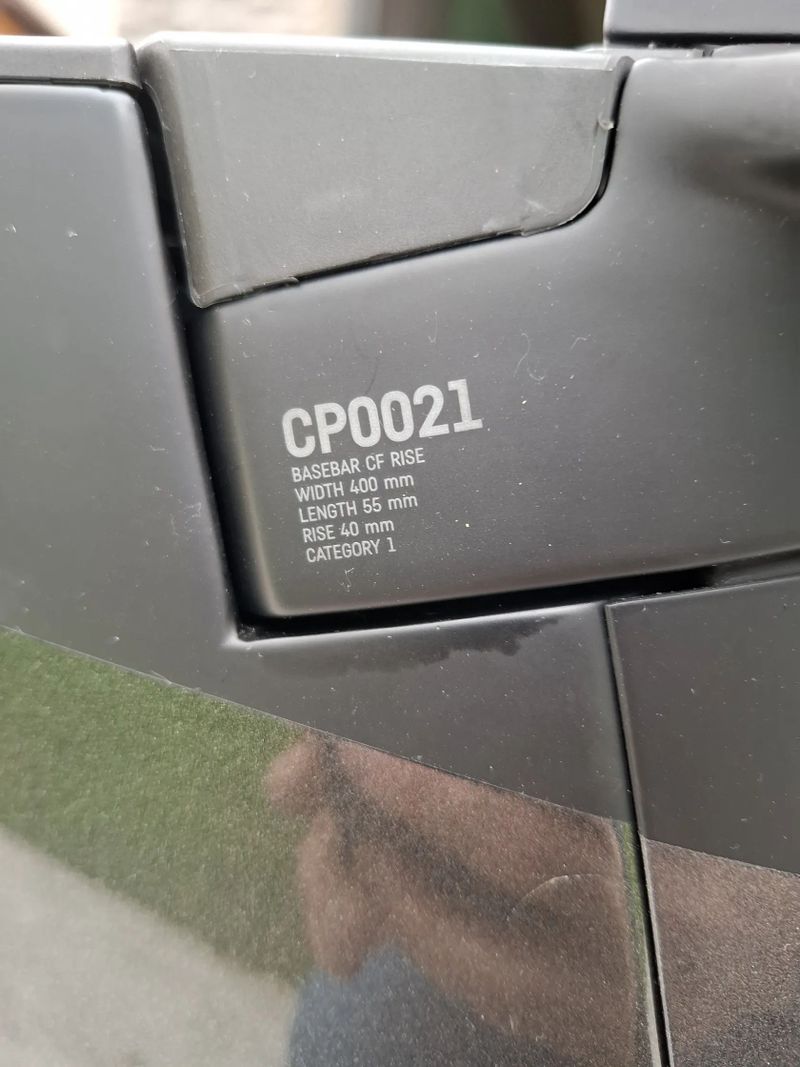 CP0021
BASEBAR CF RISE
WIDTH 400 mm
LENGTH 55 mm
RISE 40 mm
CATEGORY 1